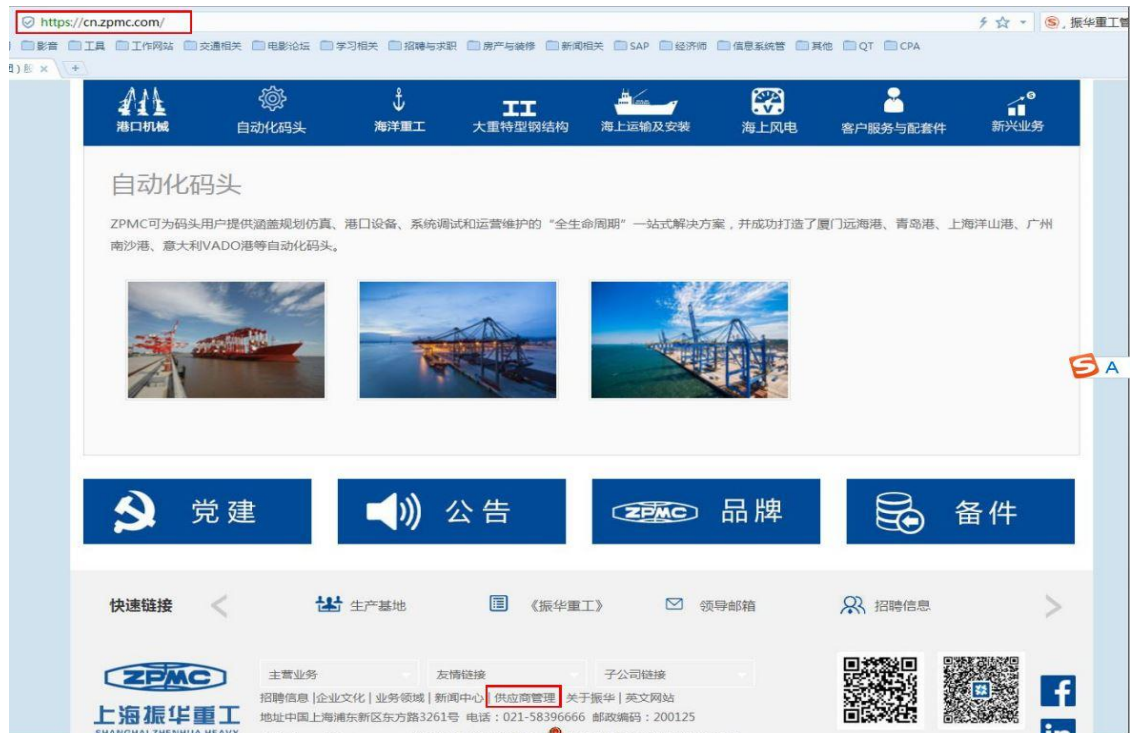 https://cn.zpmc.com/
振华重工管
影音 工具 工作网站 交通相关 电影论坛 学习相关 招聘与求职 房产与装修 新闻相关 SAP 经济师 信息系统管 其他 QT CPA
港口机械 自动化码头 海洋重工 大重特型钢结构 海上运输及安装 海上风电 客户服务与配套件 新兴业务
自动化码头
ZPMC可为码头用户提供涵盖规划仿真、港口设备、系统调试和运营维护的“全生命周期”一站式解决方案，并成功打造了厦门远海港、青岛港、上海洋山港、广州
南沙港、意大利VADO港等自动化码头。
A
党建 公告 ZPMC 品牌 备件
快速链接 生产基地 《振华重工》 领导邮箱 招聘信息
ZPMC
主营业务 友情链接 子公司链接
招聘信息|企业文化|业务领域|新闻中心|供应商管理 关于振华|英文网站
上海振华重工
地址中国上海浦东新区东方路3261号 电话：021-58396666 邮政编码：200125
SHANGHAI ZHENHUA HEAVY
f
in